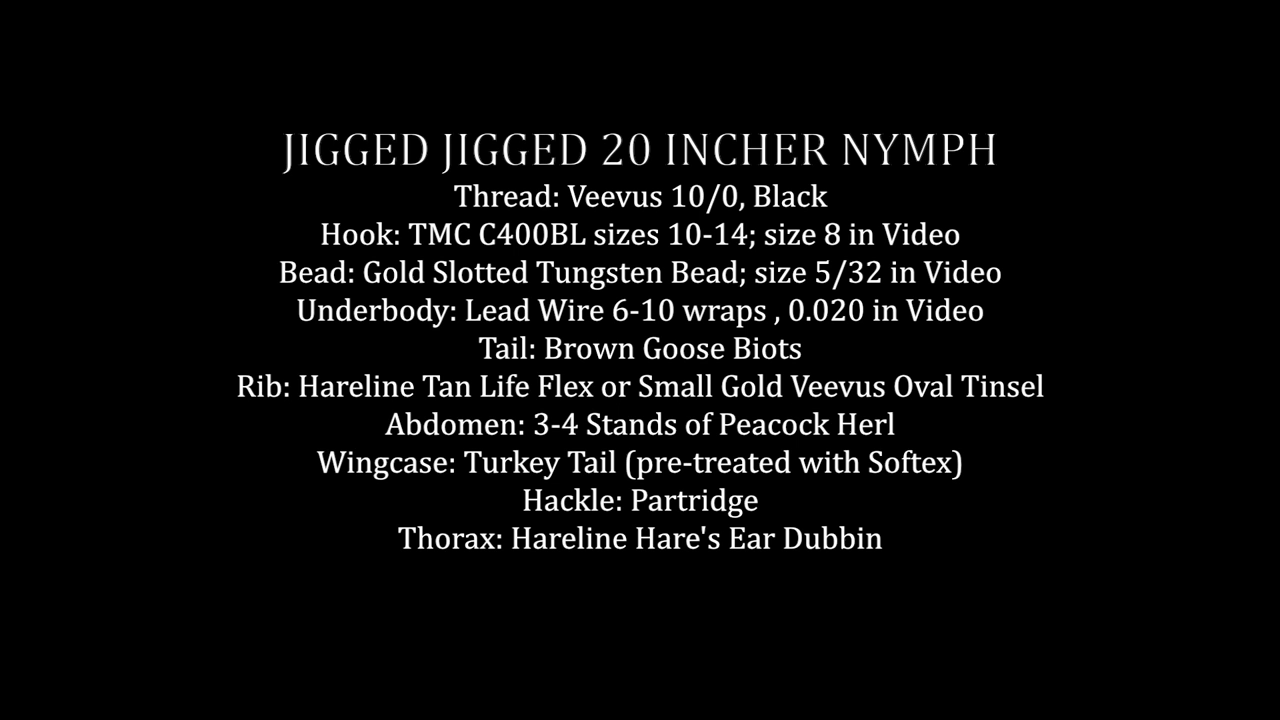 JIGGED JIGGED 20 INCHER NYMPH
Thread: Veevus 10/0, Black
Hook: TMC C400BL sizes 10-14; size 8 in Video
Bead: Gold Slotted Tungsten Bead; size 5/32 in Video
Underbody: Lead Wire 6-10 wraps , 0.020 in Video
Tail: Brown Goose Biots
Rib: Hareline Tan Life Flex or Small Gold Veevus Oval Tinsel
Abdomen: 3-4 Stands of Peacock Herl
Wingcase: Turkey Tail (pre-treated with Softex)
Hackle: Partridge
Thorax: Hareline Hare's Ear Dubbin